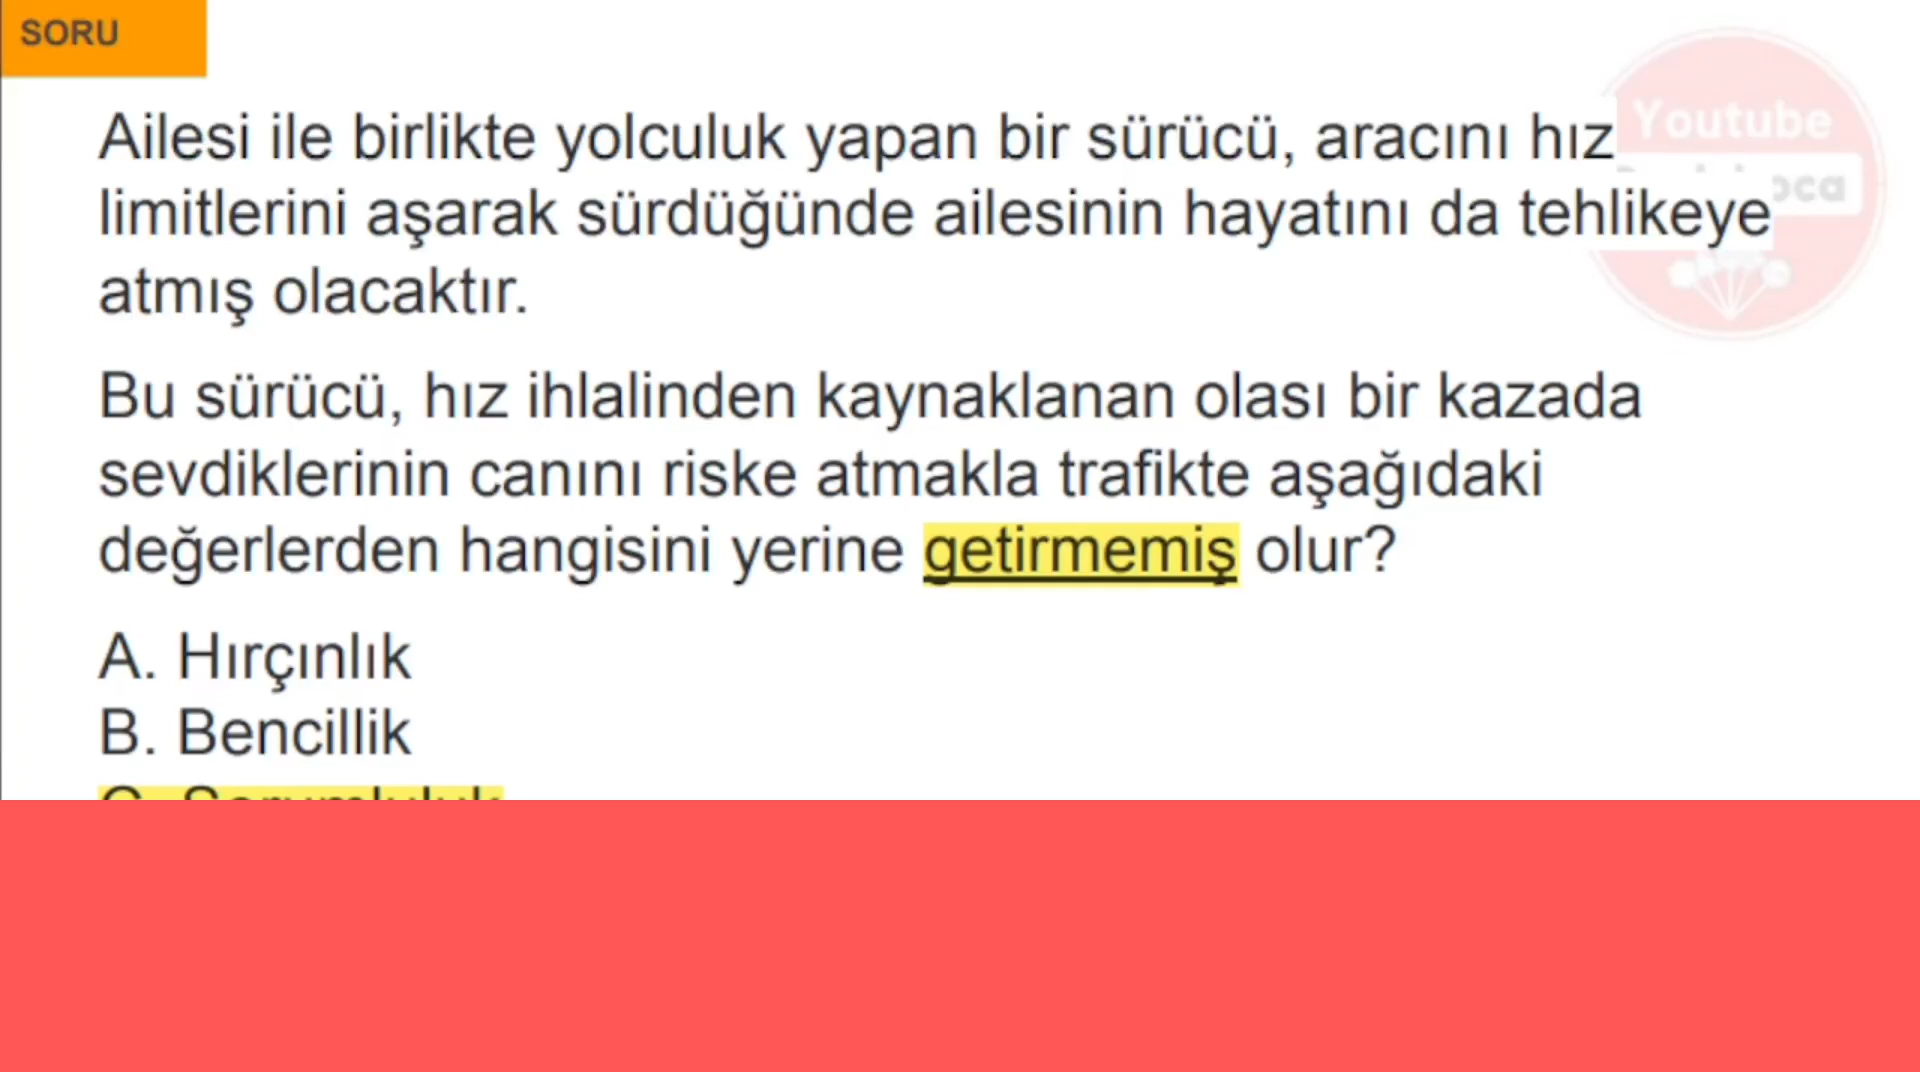 SORU
Youtube
Ailesi ile birlikte yolculuk yapan bir sürücü, aracını hız
limitlerini aşarak sürdüğünde ailesinin hayatını da tehlikeye
atmış olacaktır.
Bu sürücü, hız ihlalinden kaynaklanan olası bir kazada
sevdiklerinin canını riske atmakla trafikte aşağıdaki
değerlerden hangisini yerine getirmemiş olur?
A. Hırçınlık
B. Bencillik